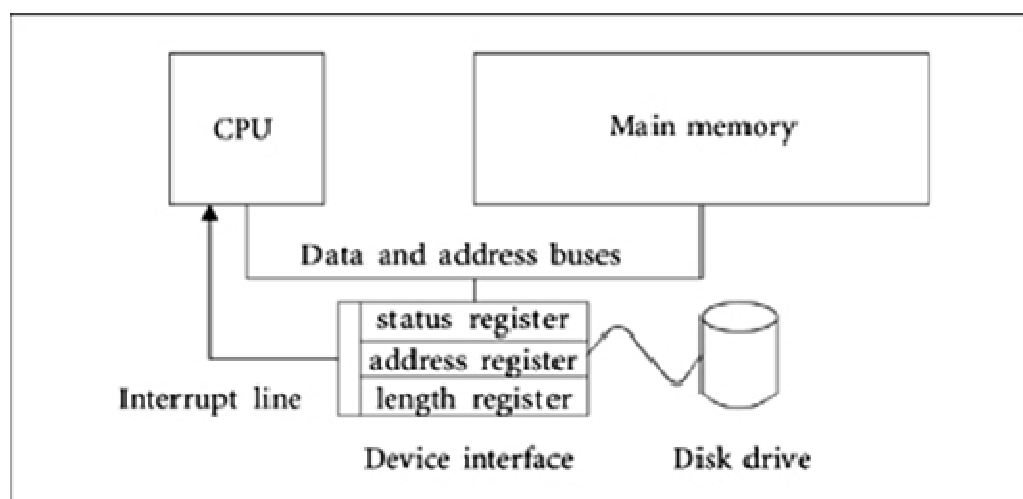 CPU
Main memory
Data and address buses
status register
address register
length register
Interrupt line
Device interface
Disk drive